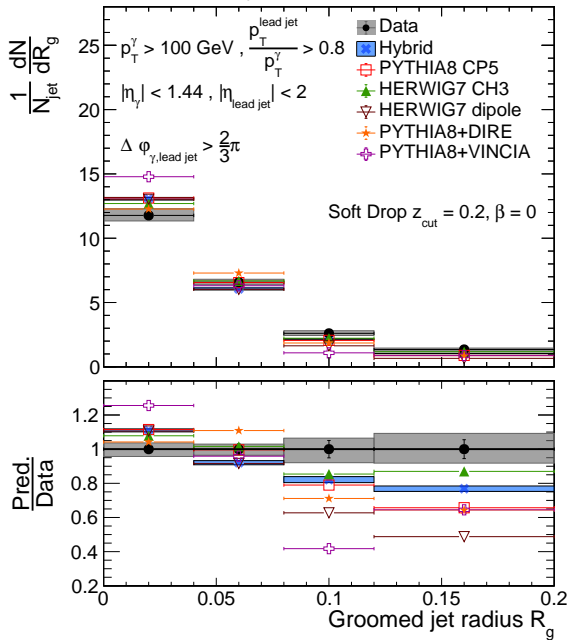 25
20
15
10
5
0
1/N_jet dN/dR_g
p_T^γ > 100 GeV , p_T^lead jet / p_T^γ > 0.8
|η_γ| < 1.44 , |η_lead jet| < 2
Δ φ_γ,lead jet > 2/3 π
Data
Hybrid
PYTHIA8 CP5
HERWIG7 CH3
HERWIG7 dipole
PYTHIA8+DIRE
PYTHIA8+VINCIA
Soft Drop z_cut = 0.2, β = 0
1.2
1
0.8
0.6
0.4
0.2
Pred./Data
0 0.05 0.1 0.15 0.2
Groomed jet radius R_g